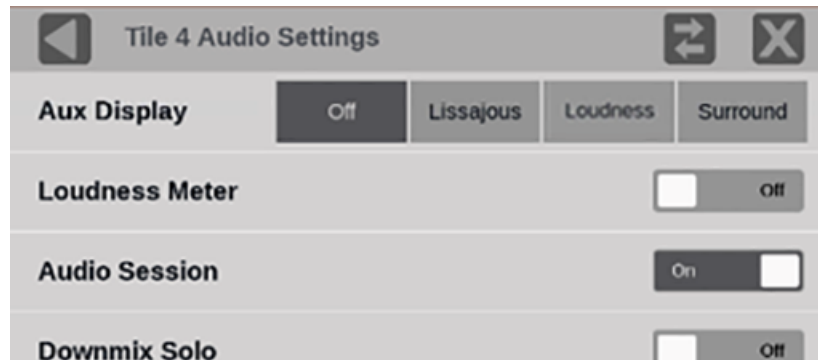 Tile 4 Audio Settings
Aux Display Off Lissajous Loudness Surround
Loudness Meter Off
Audio Session On
Downmix Solo Off